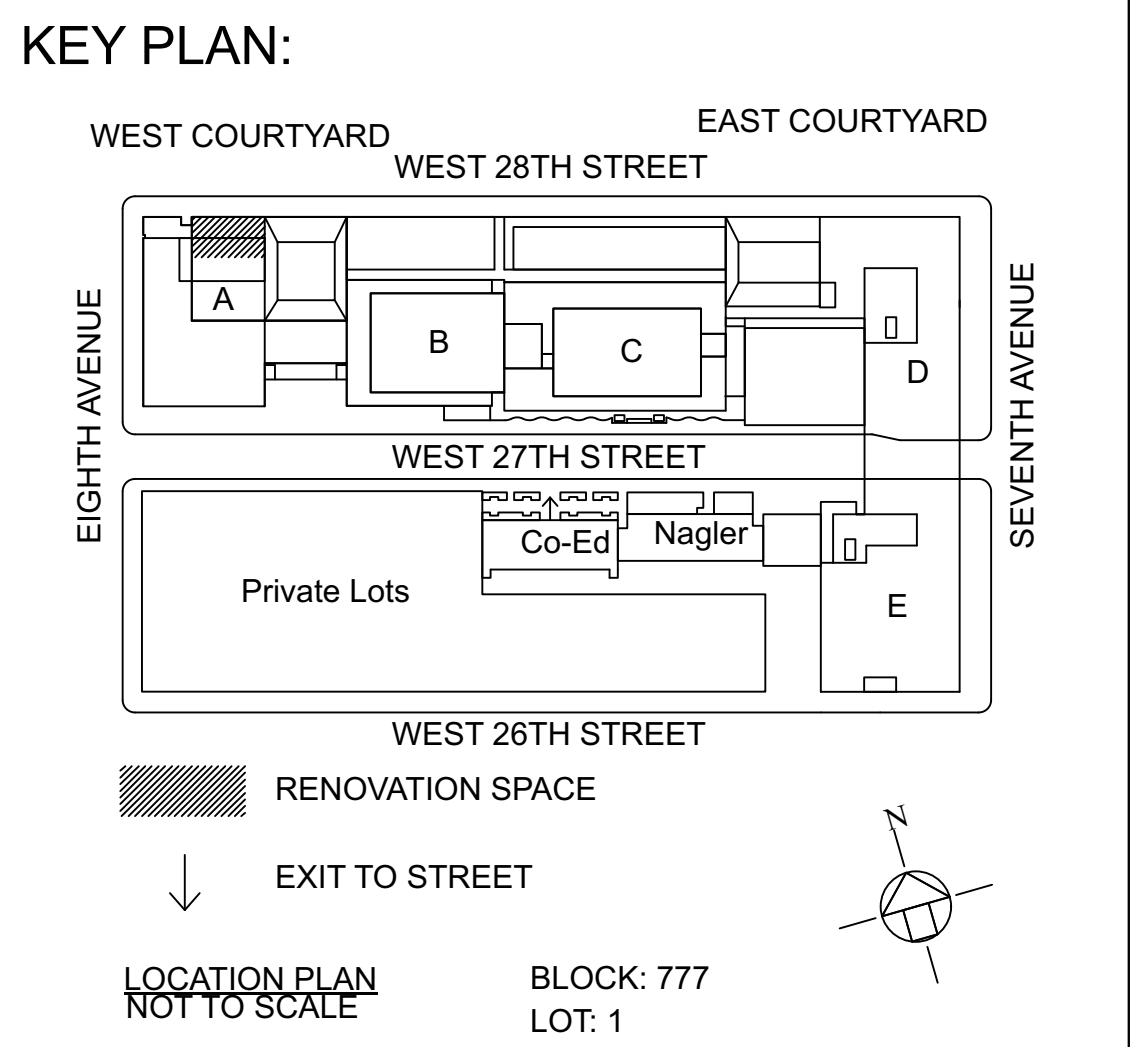 KEY PLAN:
WEST COURTYARD
EAST COURTYARD
WEST 28TH STREET
EIGHTH AVENUE
A
B
C
D
SEVENTH AVENUE
WEST 27TH STREET
Co-Ed
Nagler
Private Lots
E
WEST 26TH STREET
RENOVATION SPACE
EXIT TO STREET
N
LOCATION PLAN
NOT TO SCALE
BLOCK: 777
LOT: 1